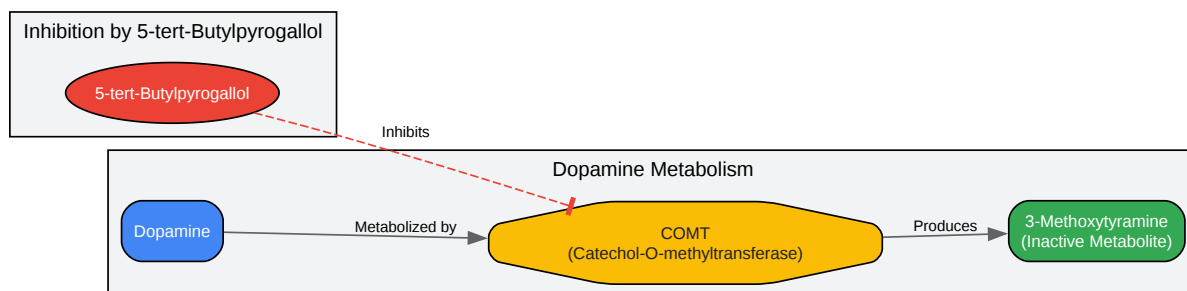 Inhibition by 5-tert-Butylpyrogallol
5-tert-Butylpyrogallol
Inhibits
Dopamine Metabolism
Dopamine
Metabolized by
COMT
(Catechol-O-methyltransferase)
Produces
3-Methoxytyramine
(Inactive Metabolite)